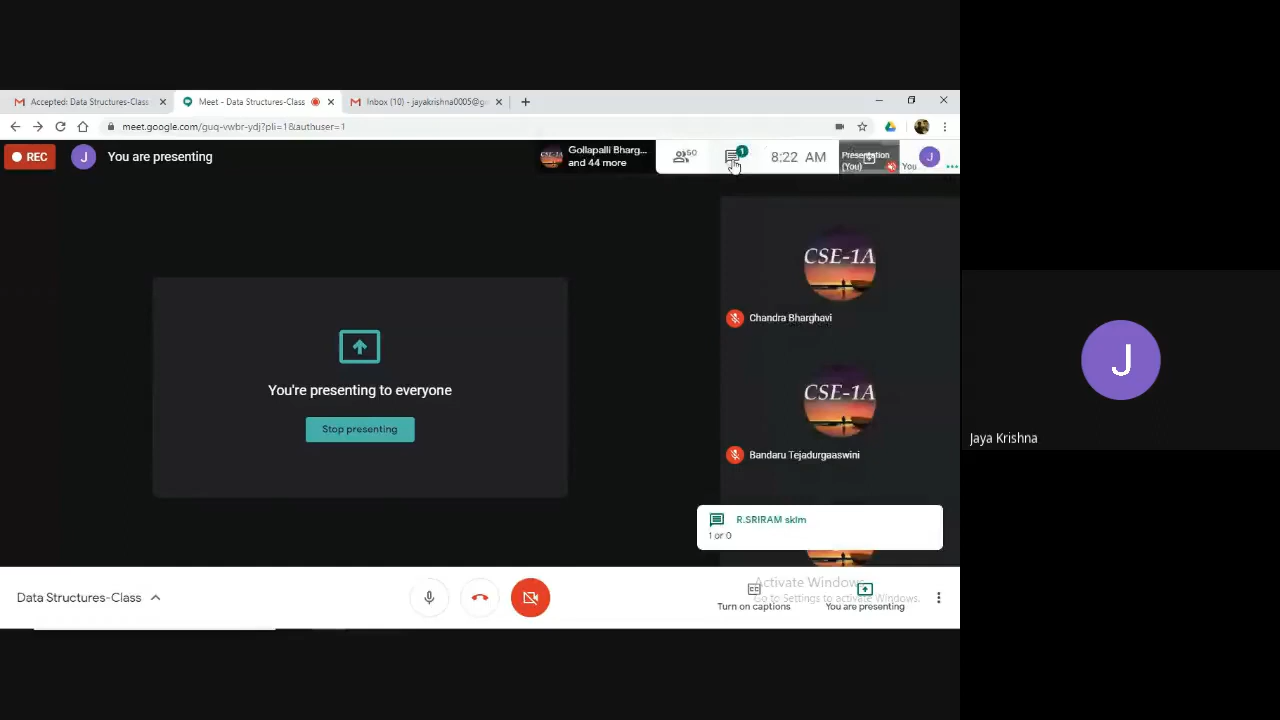 Accepted: Data Structures-Class
Meet - Data Structures-Class
Inbox (10) - jayakrishna0005@g
meet.google.com/guq-vwbr-ydj?pli=1&authuser=1
REC
J
You are presenting
Gollapalli Bharg...
and 44 more
50
1
8:22 AM
Presentation
(You)
You
J
CSE-1A
Chandra Bharghavi
You're presenting to everyone
Stop presenting
CSE-1A
Bandaru Tejadurgaaswini
J
Jaya Krishna
R.SRIRAM sklm
1 or 0
Activate Windows
Go to Settings to activate Windows.
Data Structures-Class
Turn on captions
You are presenting